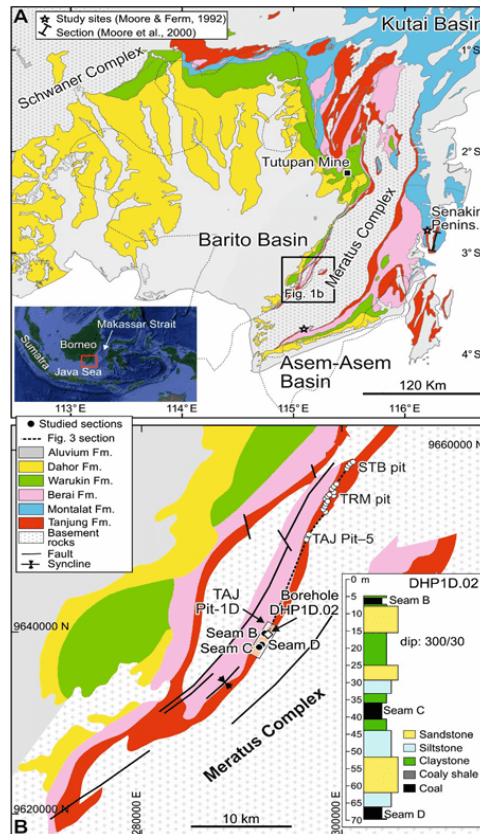 A
Study sites (Moore & Ferm, 1992)
Section (Moore et al., 2000)
Kutai Basin
1°S
Schwaner Complex
2°S
Tutupan Mine
Senakin
Penins.
Barito Basin
Meratus Complex
3°S
Fig. 1b
Makassar Strait
Borneo
Sumatra
Java Sea
4°S
Asem-Asem
Basin
120 Km
113°E
114°E
115°E
116°E
Studied sections
Fig. 3 section
Aluvium Fm.
Dahor Fm.
Warukin Fm.
Berai Fm.
Montalat Fm.
Tanjung Fm.
Basement
rocks
Fault
Syncline
9660000 N
STB pit
TRM pit
TAJ Pit–5
TAJ
Pit-1D
Borehole
DHP1D.02
9640000 N
Seam B
Seam C
Seam D
Meratus Complex
9620000 N
B
280000 E
10 km
300000 E
0 m
DHP1D.02
5
Seam B
10
15
dip: 300/30
20
25
30
35
Seam C
40
45
50
55
60
65
70
Seam D
Sandstone
Siltstone
Claystone
Coaly shale
Coal